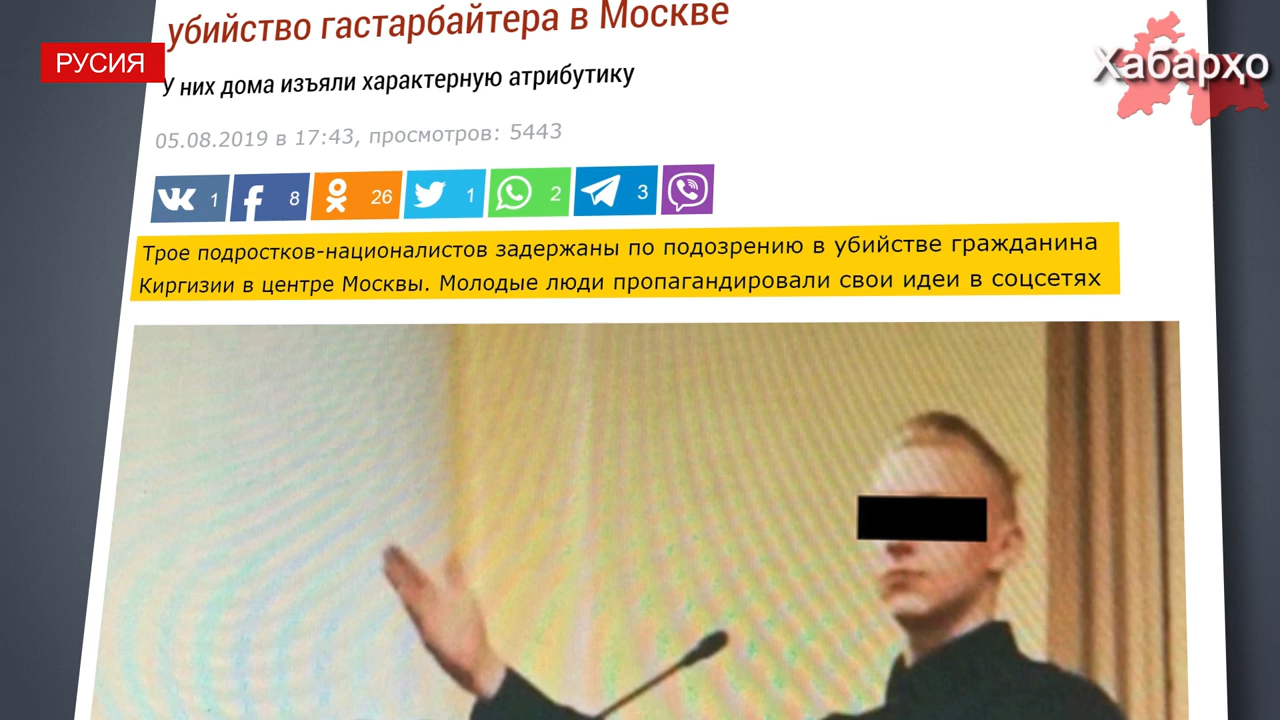 убийство гастарбайтера в Москве
РУСИЯ
Хабарҳо
У них дома изъяли характерную атрибутику
05.08.2019 в 17:43, просмотров: 5443
1 8 26 1 2 3
Трое подростков-националистов задержаны по подозрению в убийстве гражданина
Киргизии в центре Москвы. Молодые люди пропагандировали свои идеи в соцсетях